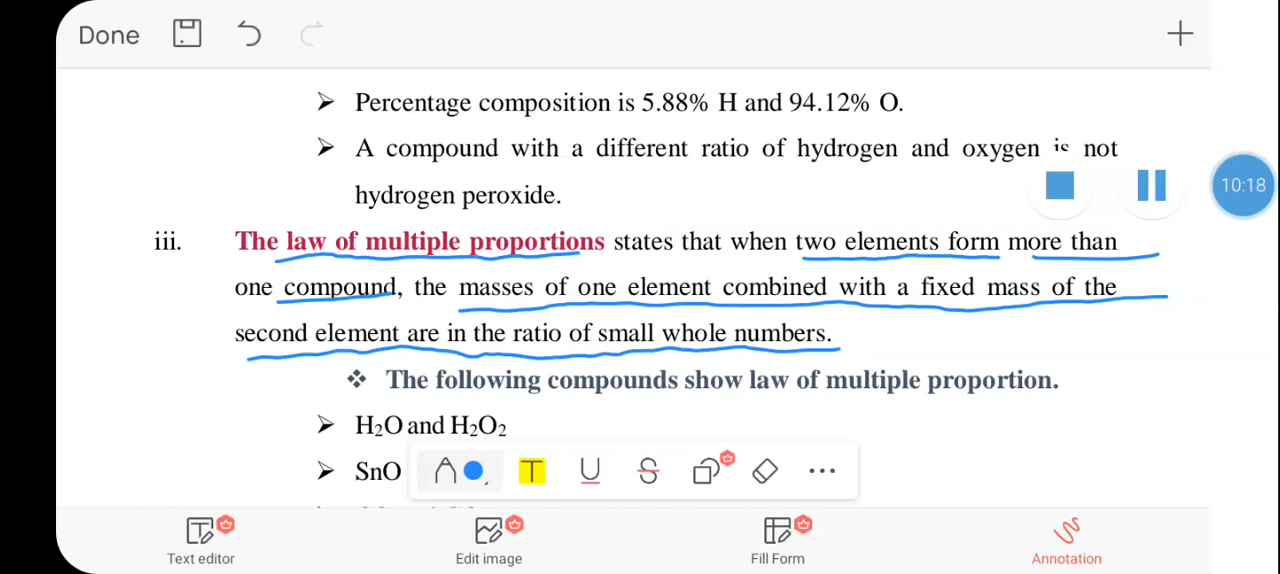 Done
Percentage composition is 5.88% H and 94.12% O.
A compound with a different ratio of hydrogen and oxygen is not
hydrogen peroxide.
10:18
iii. The law of multiple proportions states that when two elements form more than
one compound, the masses of one element combined with a fixed mass of the
second element are in the ratio of small whole numbers.
The following compounds show law of multiple proportion.
H₂O and H₂O₂
SnO
T U S
Text editor
Edit image
Fill Form
Annotation